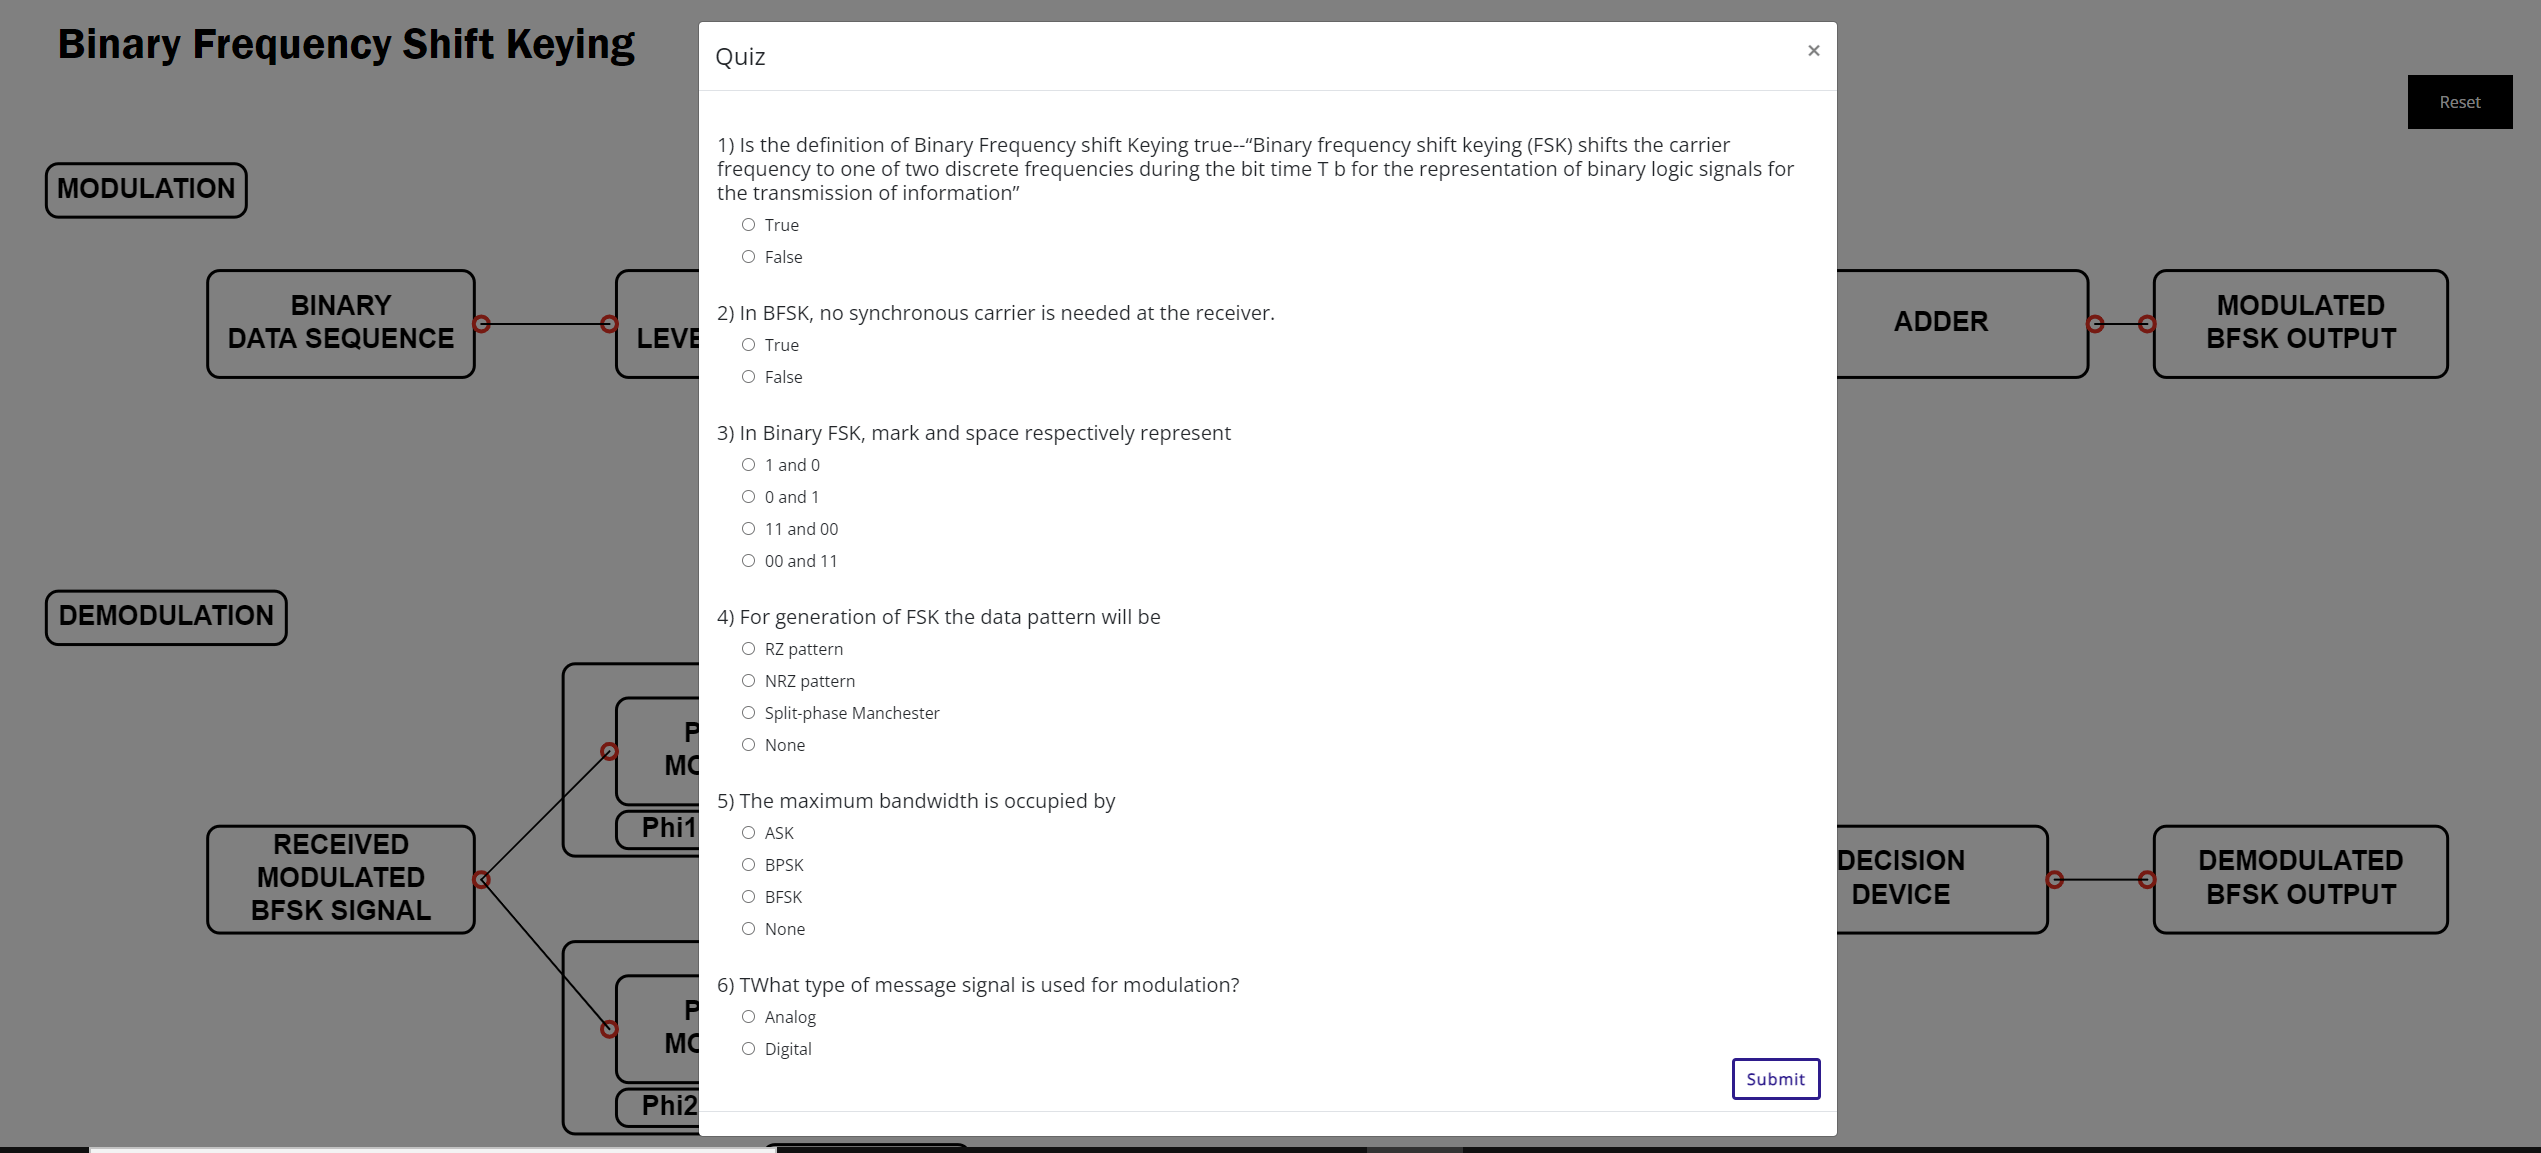 Binary Frequency Shift Keying
Reset
MODULATION
BINARY
DATA SEQUENCE
ADDER
MODULATED
BFSK OUTPUT
DEMODULATION
RECEIVED
MODULATED
BFSK SIGNAL
Phi1
Phi2
DECISION
DEVICE
DEMODULATED
BFSK OUTPUT
Quiz
×
1) Is the definition of Binary Frequency shift Keying true--“Binary frequency shift keying (FSK) shifts the carrier
frequency to one of two discrete frequencies during the bit time T b for the representation of binary logic signals for
the transmission of information”
True
False
2) In BFSK, no synchronous carrier is needed at the receiver.
True
False
3) In Binary FSK, mark and space respectively represent
1 and 0
0 and 1
11 and 00
00 and 11
4) For generation of FSK the data pattern will be
RZ pattern
NRZ pattern
Split-phase Manchester
None
5) The maximum bandwidth is occupied by
ASK
BPSK
BFSK
None
6) TWhat type of message signal is used for modulation?
Analog
Digital
Submit